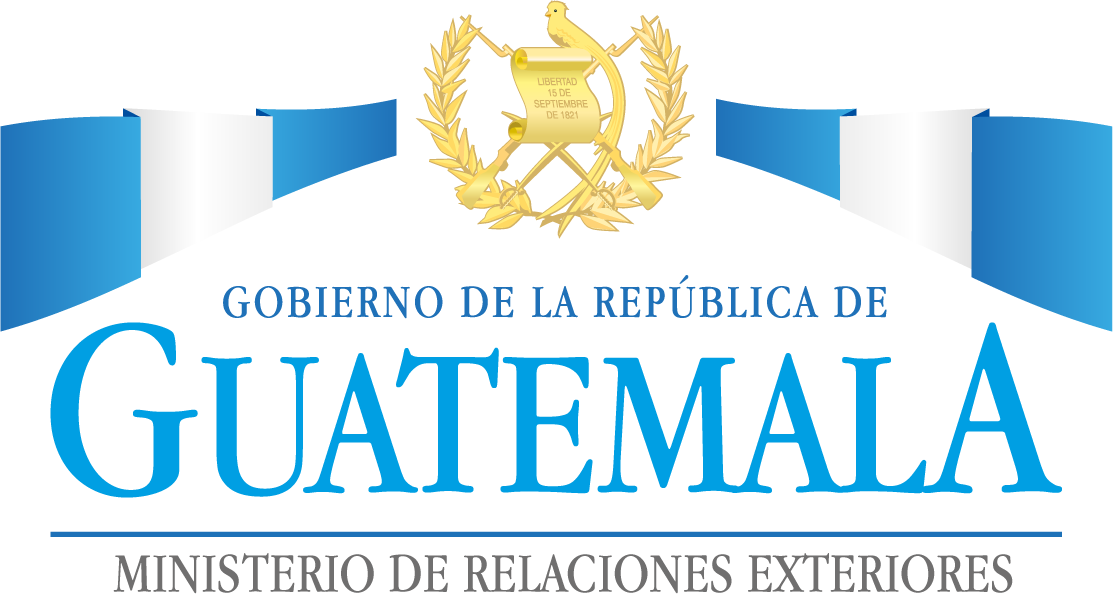 LIBERTAD
15 DE
SEPTIEMBRE
DE 1821
GOBIERNO DE LA REPÚBLICA DE
GUATEMALA
MINISTERIO DE RELACIONES EXTERIORES